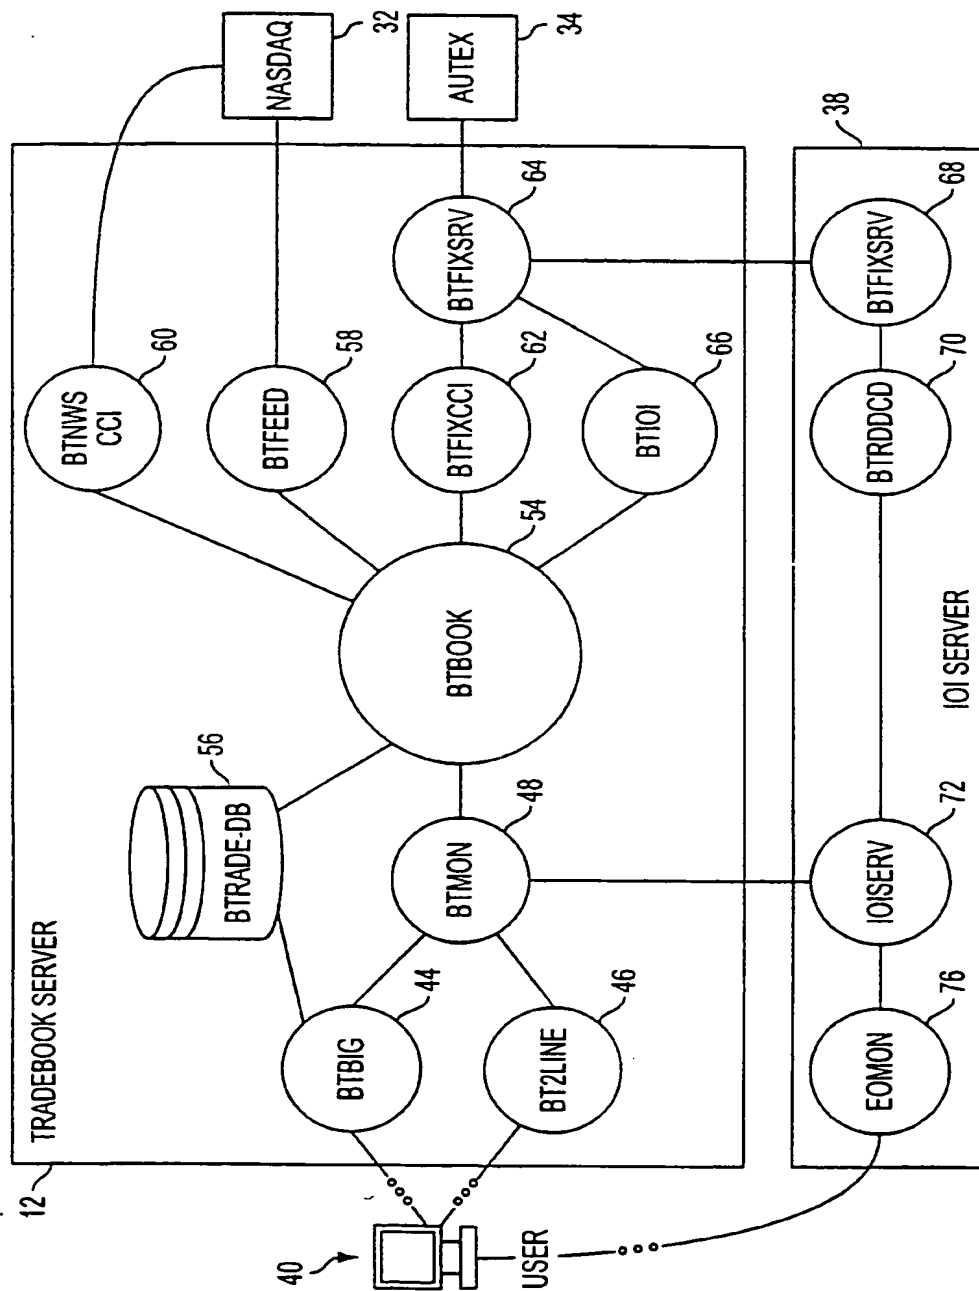 TRADEBOOK SERVER
12
40
USER
BTBIG
44
BT2LINE
46
BTRADE-DB
56
BTMON
48
BTBOOK
54
BTNWS
CCI
60
BTFEED
58
BTFIXCCI
62
BTIOI
66
BTFIXSRV
64
NASDAQ
32
AUTEX
34
38
EOMON
76
IOISERV
72
IOI SERVER
BTRDDCD
70
BTFIXSRV
68